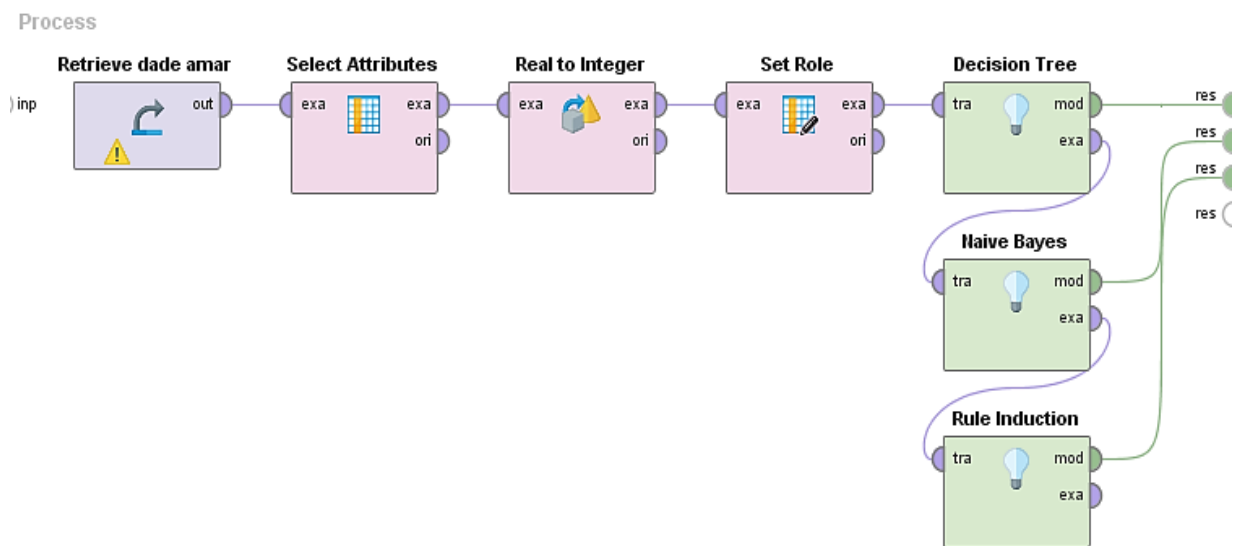 Process
Retrieve dade amar
Select Attributes
Real to Integer
Set Role
Decision Tree
inp
out
exa
exa
ori
exa
exa
ori
exa
exa
ori
tra
mod
exa
res
res
res
res
Naive Bayes
tra
mod
exa
Rule Induction
tra
mod
exa